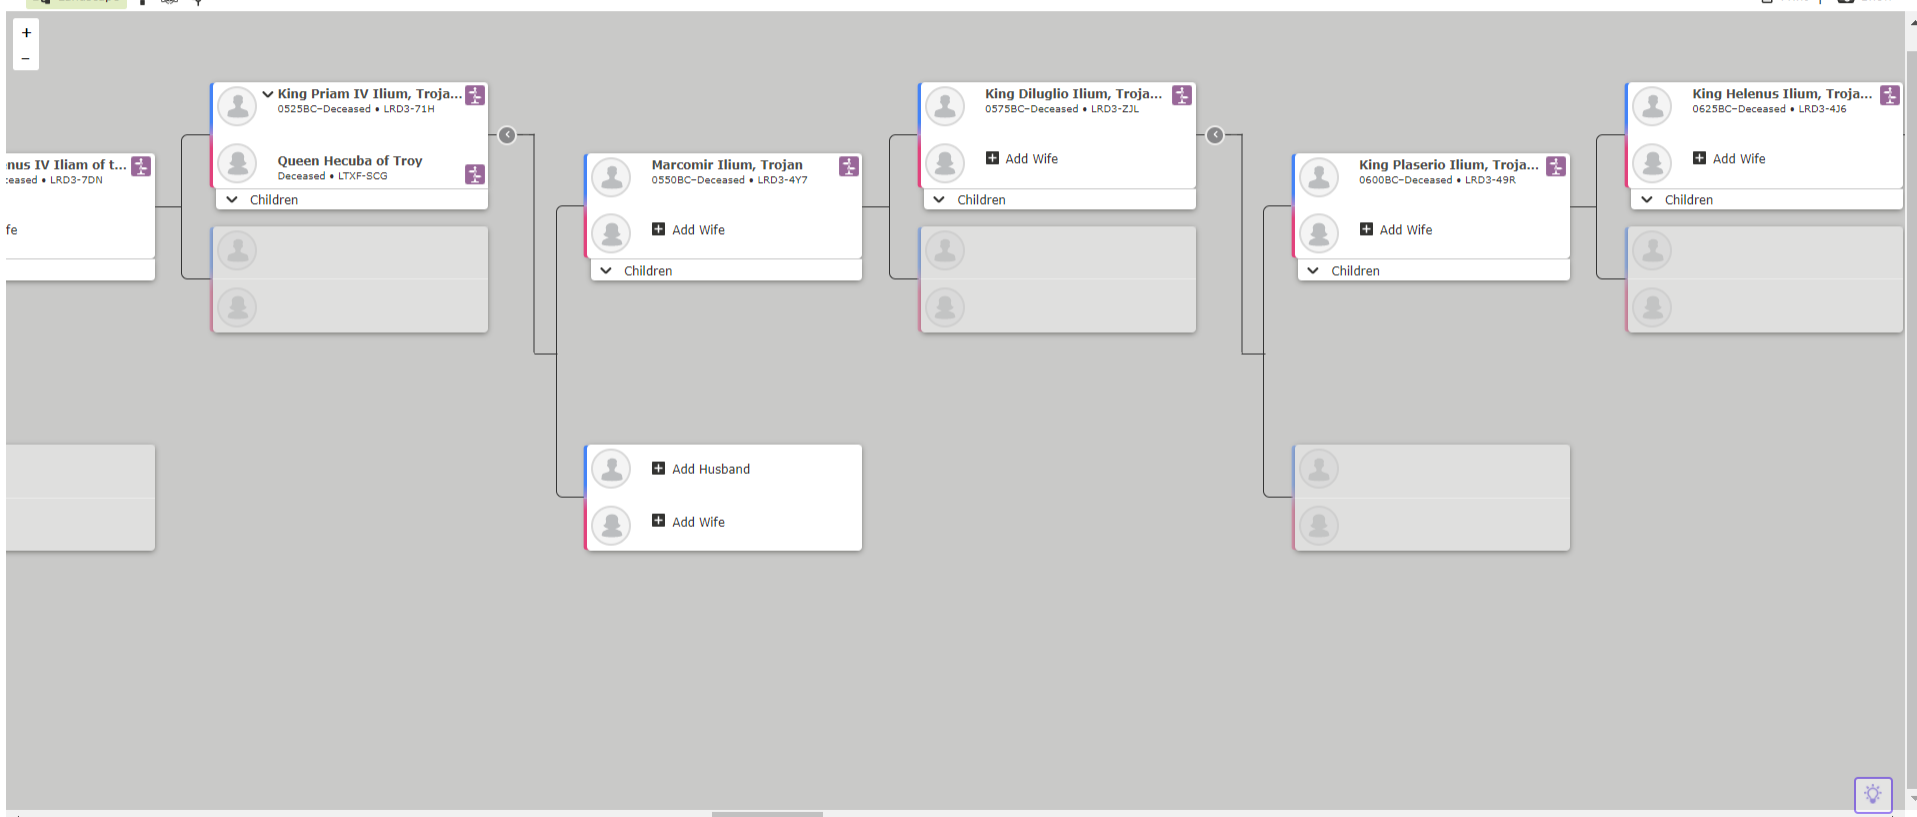 +
−
King Priam IV Ilium, Troja...
0525BC–Deceased • LRD3-71H
Queen Hecuba of Troy
Deceased • LTXF-SCG
Children
nus IV Iliam of t...
eased • LRD3-7DN
fe
Marcomir Ilium, Trojan
0550BC–Deceased • LRD3-4Y7
Add Wife
Children
Add Husband
Add Wife
King Diluglio Ilium, Troja...
0575BC–Deceased • LRD3-ZJL
Add Wife
Children
King Plaserio Ilium, Troja...
0600BC–Deceased • LRD3-49R
Add Wife
Children
King Helenus Ilium, Troja...
0625BC–Deceased • LRD3-4J6
Add Wife
Children